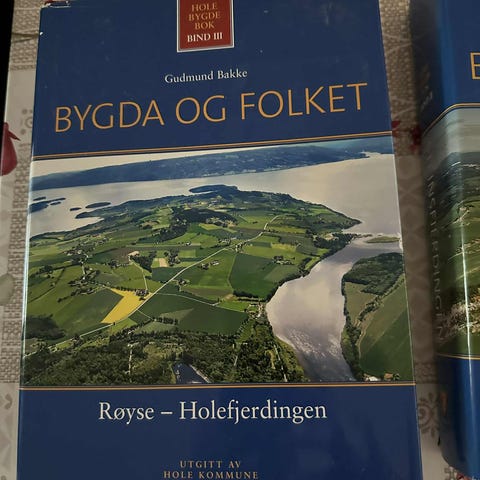 HOLE
BYGDE
BOK
BIND III
Gudmund Bakke
BYGDA OG FOLKET
Røyse – Holefjerdingen
UTGITT AV
HOLE KOMMUNE